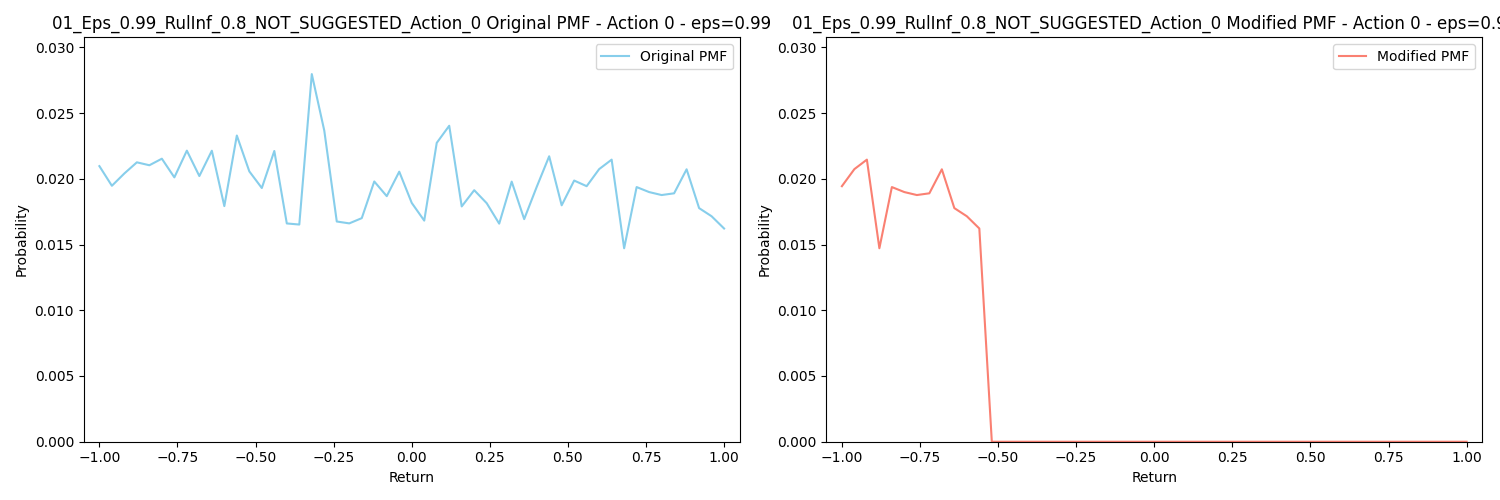 01_Eps_0.99_RulInf_0.8_NOT_SUGGESTED_Action_0 Original PMF - Action 0 - eps=0.99
01_Eps_0.99_RulInf_0.8_NOT_SUGGESTED_Action_0 Modified PMF - Action 0 - eps=0.9
Original PMF
0.030
0.025
0.020
0.015
0.010
0.005
0.000
Probability
−1.00 −0.75 −0.50 −0.25 0.00 0.25 0.50 0.75 1.00
Return
Modified PMF
0.030
0.025
0.020
0.015
0.010
0.005
0.000
Probability
−1.00 −0.75 −0.50 −0.25 0.00 0.25 0.50 0.75 1.00
Return